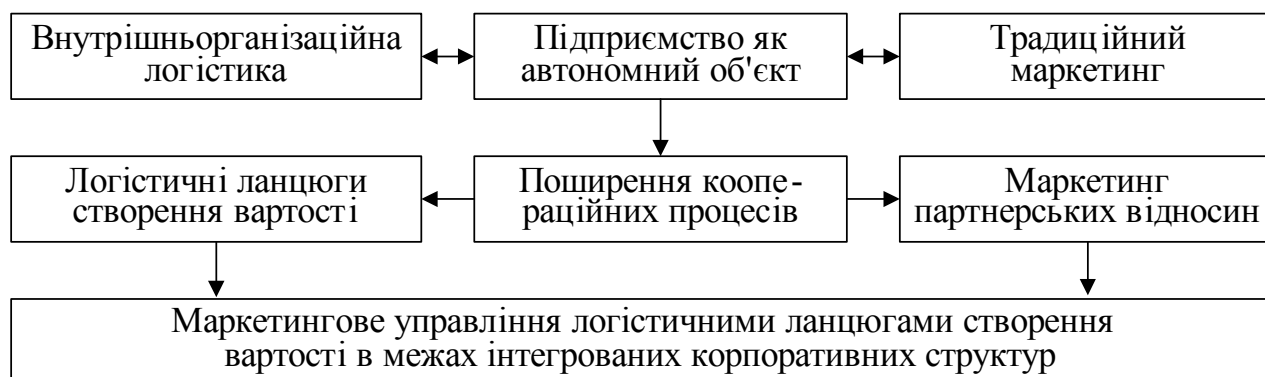 Внутрішньорганізаційна
логістика
Підприємство як
автономний об'єкт
Традиційний
маркетинг
Логістичні ланцюги
створення вартості
Поширення коопе-
раційних процесів
Маркетинг
партнерських відносин
Маркетингове управління логістичними ланцюгами створення
вартості в межах інтегрованих корпоративних структур